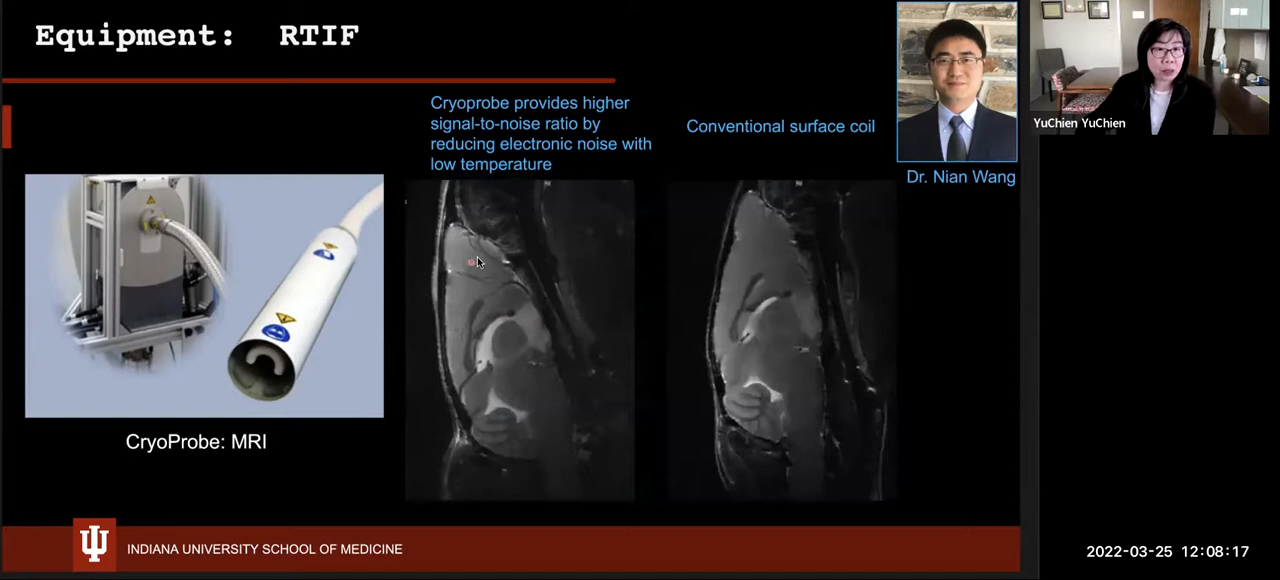 Equipment: RTIF
Cryoprobe provides higher
signal-to-noise ratio by
reducing electronic noise with
low temperature
Conventional surface coil
Dr. Nian Wang
YuChien YuChien
CryoProbe: MRI
INDIANA UNIVERSITY SCHOOL OF MEDICINE
2022-03-25 12:08:17